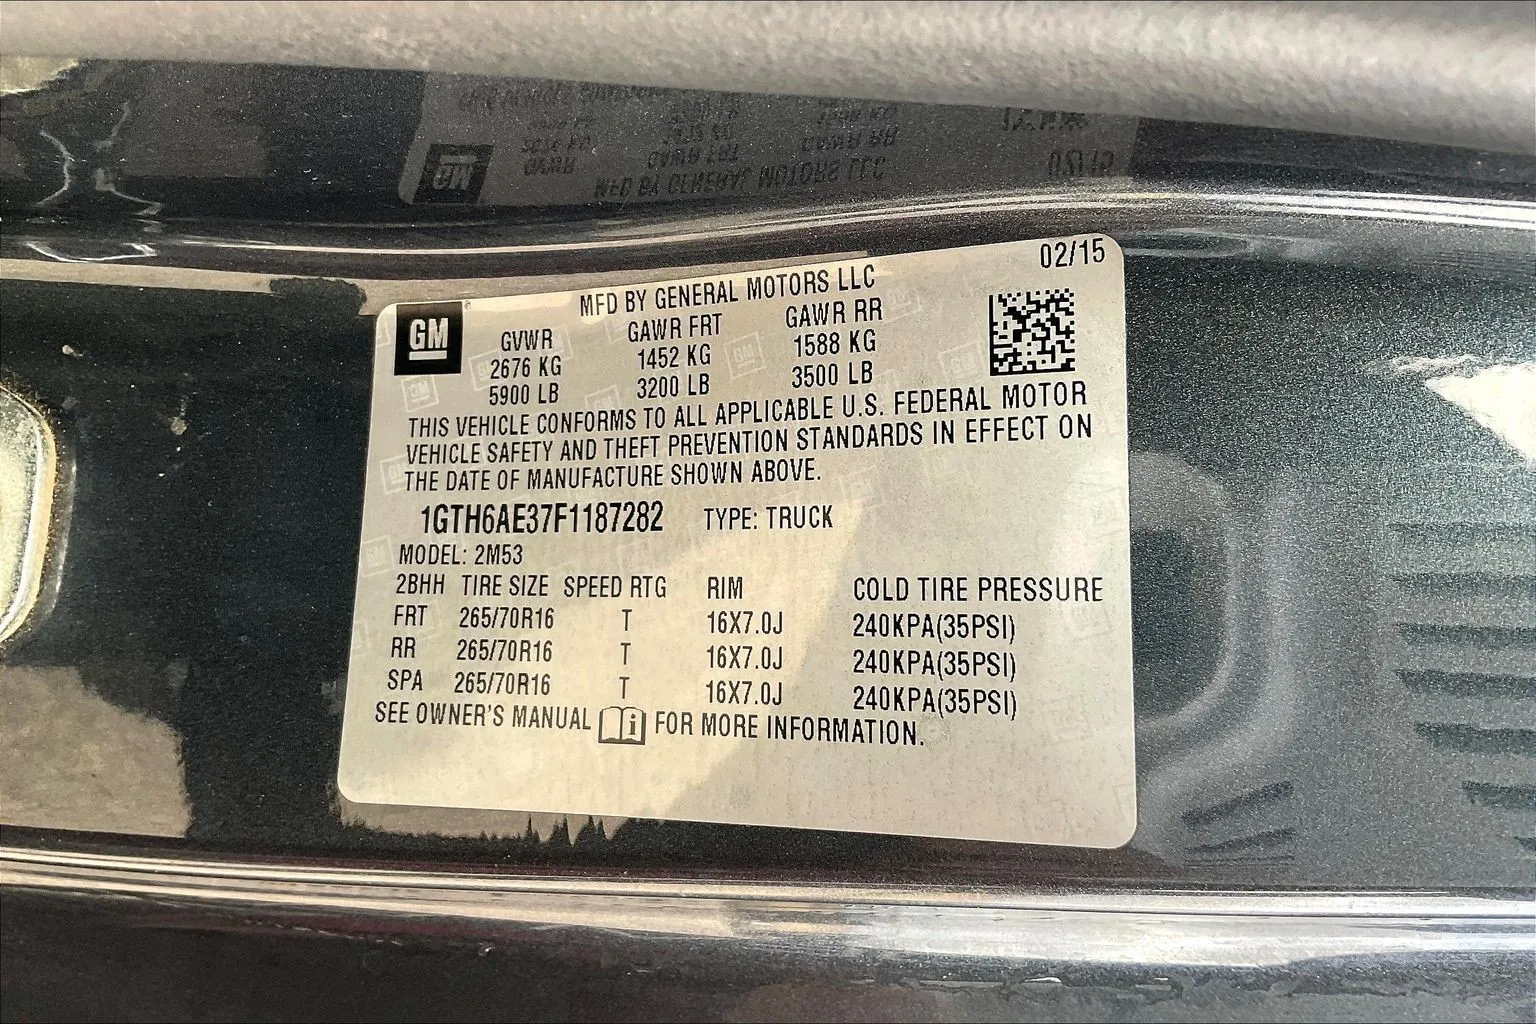 02/15
MFD BY GENERAL MOTORS LLC
GM
GVWR GAWR FRT GAWR RR
2676 KG 1452 KG 1588 KG
5900 LB 3200 LB 3500 LB
THIS VEHICLE CONFORMS TO ALL APPLICABLE U.S. FEDERAL MOTOR
VEHICLE SAFETY AND THEFT PREVENTION STANDARDS IN EFFECT ON
THE DATE OF MANUFACTURE SHOWN ABOVE.
1GTH6AE37F1187282 TYPE: TRUCK
MODEL: 2M53
2BHH TIRE SIZE SPEED RTG RIM COLD TIRE PRESSURE
FRT 265/70R16 T 16X7.0J 240KPA(35PSI)
RR 265/70R16 T 16X7.0J 240KPA(35PSI)
SPA 265/70R16 T 16X7.0J 240KPA(35PSI)
SEE OWNER'S MANUAL FOR MORE INFORMATION.